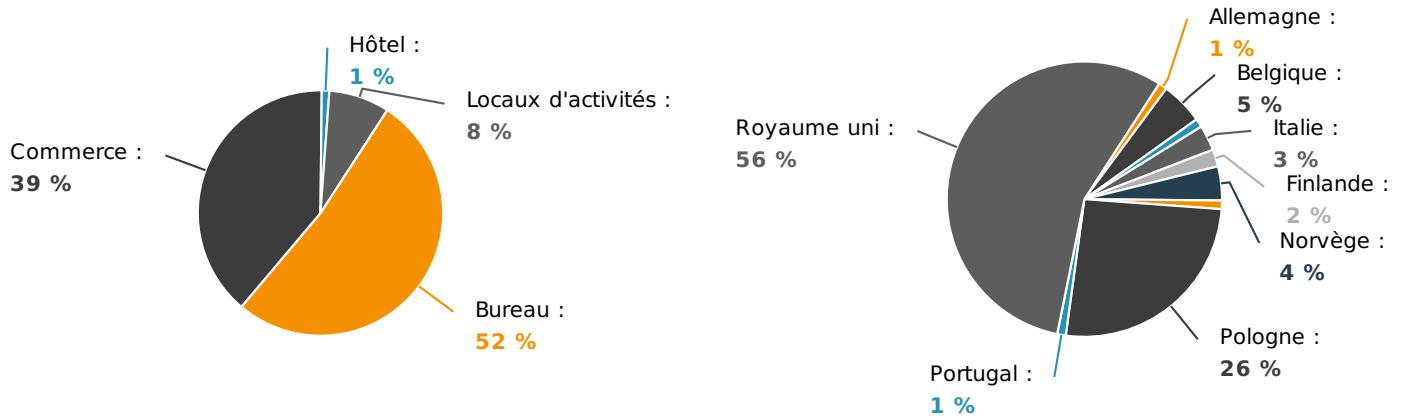 Hôtel :
1 %
Locaux d'activités :
8 %
Commerce :
39 %
Bureau :
52 %
Allemagne :
1 %
Belgique :
5 %
Royaume uni :
56 %
Italie :
3 %
Finlande :
2 %
Norvège :
4 %
Pologne :
26 %
Portugal :
1 %